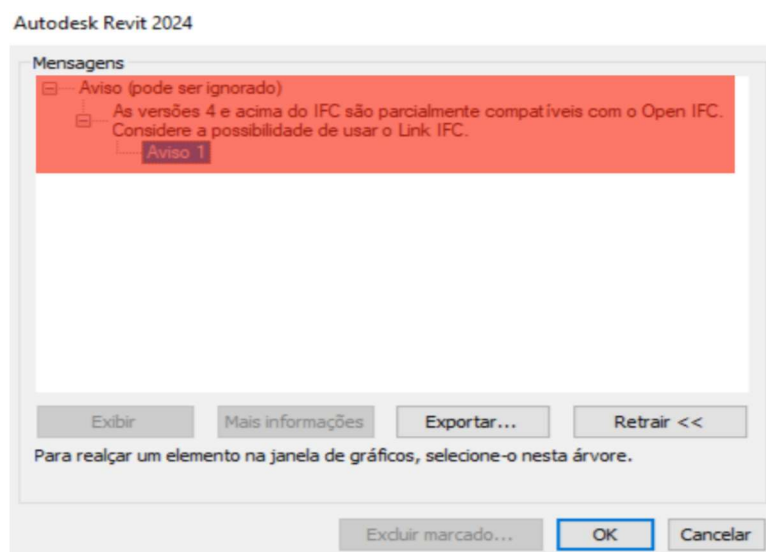 Autodesk Revit 2024
Mensagens
Aviso (pode ser ignorado)
As versões 4 e acima do IFC são parcialmente compatíveis com o Open IFC.
Considere a possibilidade de usar o Link IFC.
Aviso 1
Exibir Mais informações Exportar... Retrair <<
Para realçar um elemento na janela de gráficos, selecione-o nesta árvore.
Excluir marcado... OK Cancelar